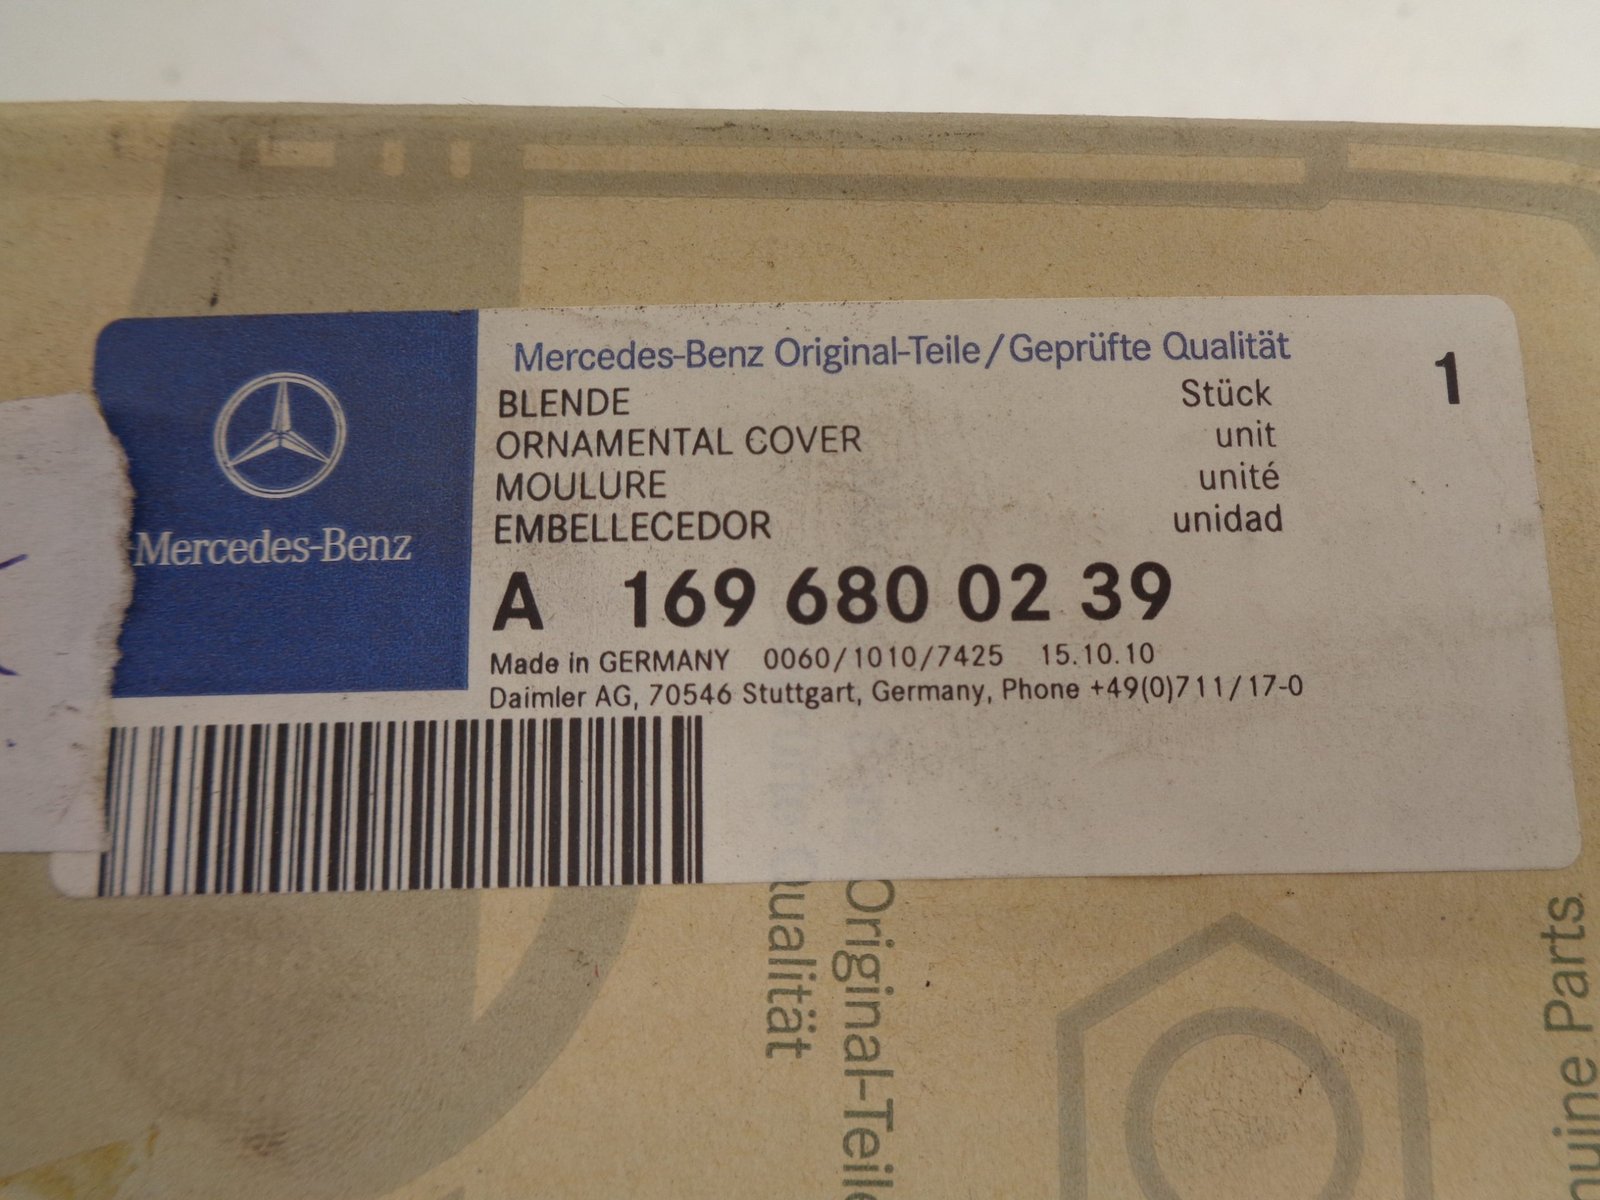 Mercedes-Benz Original-Teile/Geprüfte Qualität
BLENDE Stück 1
ORNAMENTAL COVER unit
MOULURE unité
EMBELLECEDOR unidad
Mercedes-Benz
A 169 680 02 39
Made in GERMANY 0060/1010/7425 15.10.10
Daimler AG, 70546 Stuttgart, Germany, Phone +49(0)711/17-0
Qualität
Original-Teile
Parts